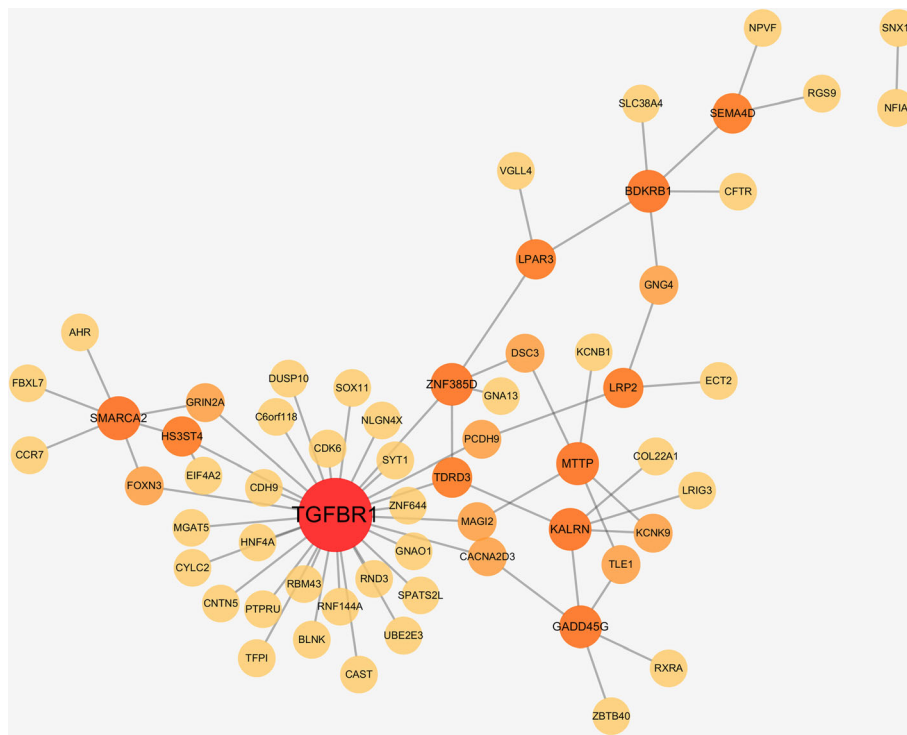 NPVF
SNX1
SLC38A4
RGS9
NFIA
SEMA4D
VGLL4
BDKRB1
CFTR
LPAR3
GNG4
AHR
DSC3
KCNB1
FBXL7
DUSP10
SOX11
ZNF385D
GNA13
LRP2
ECT2
GRIN2A
C6orf118
NLGN4X
SMARCA2
HS3ST4
CDK6
PCDH9
CCR7
EIF4A2
SYT1
MTTP
COL22A1
FOXN3
CDH9
TDRD3
LRIG3
ZNF644
TGFBR1
MAGI2
KALRN
KCNK9
MGAT5
HNF4A
GNAO1
CACNA2D3
TLE1
CYLC2
RBM43
RND3
CNTN5
PTPRU
RNF144A
SPATS2L
GADD45G
BLNK
UBE2E3
TFPI
CAST
RXRA
ZBTB40